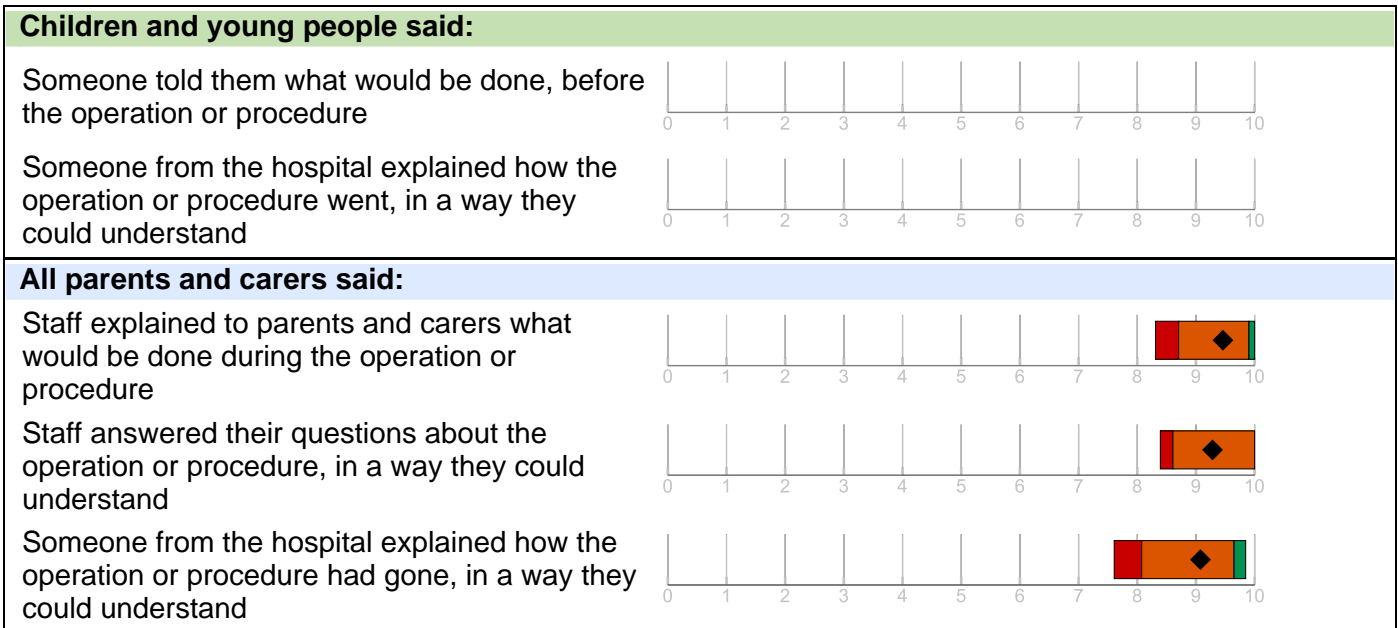 Children and young people said:
Someone told them what would be done, before
the operation or procedure
0 1 2 3 4 5 6 7 8 9 10
Someone from the hospital explained how the
operation or procedure went, in a way they
could understand
0 1 2 3 4 5 6 7 8 9 10
All parents and carers said:
Staff explained to parents and carers what
would be done during the operation or
procedure
0 1 2 3 4 5 6 7 8 9 10
Staff answered their questions about the
operation or procedure, in a way they could
understand
0 1 2 3 4 5 6 7 8 9 10
Someone from the hospital explained how the
operation or procedure had gone, in a way they
could understand
0 1 2 3 4 5 6 7 8 9 10